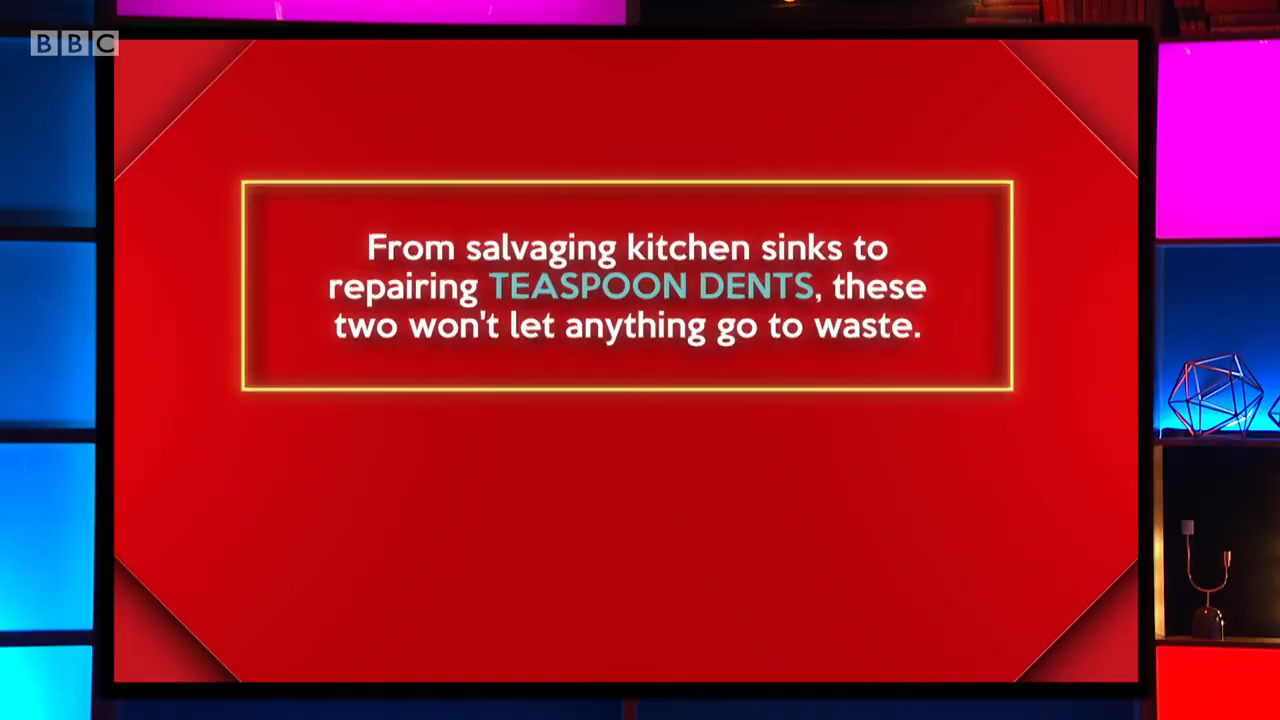 BBC
From salvaging kitchen sinks to
repairing TEASPOON DENTS, these
two won't let anything go to waste.